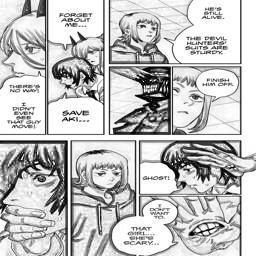 FORGET
ABOUT
ME...
THERE'S
NO WAY!
I
DIDN'T
EVEN
SEE
THAT GUY
MOVE!
SAVE
AKI...
HE'S
STILL
ALIVE.
THE DEVIL
HUNTERS'
SUITS ARE
STURDY.
FINISH
HIM OFF.
GHOST!
I
DON'T
WANT
TO.
THAT
GIRL...
SHE'S
SCARY...